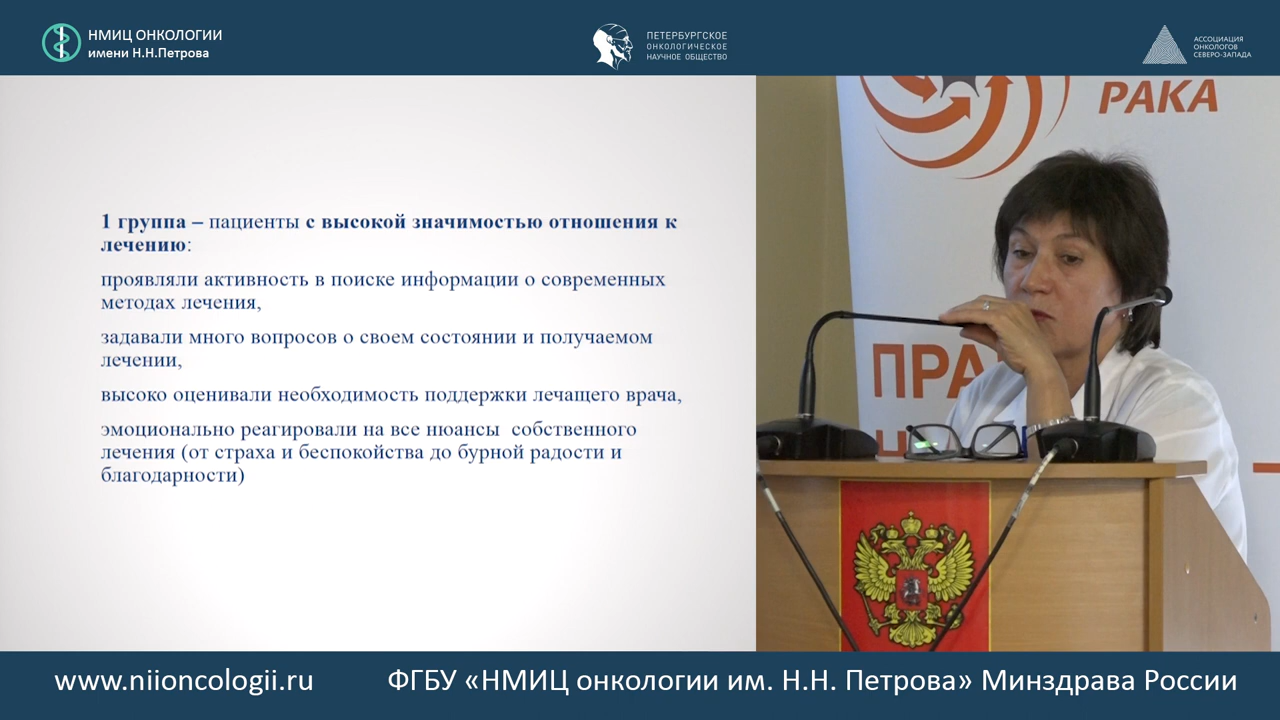 НМИЦ ОНКОЛОГИИ
имени Н.Н.Петрова
ПЕТЕРБУРГСКОЕ
ОНКОЛОГИЧЕСКОЕ
НАУЧНОЕ ОБЩЕСТВО
АССОЦИАЦИЯ
ОНКОЛОГОВ
СЕВЕРО-ЗАПАДА
1 группа – пациенты с высокой значимостью отношения к
лечению:
проявляли активность в поиске информации о современных
методах лечения,
задавали много вопросов о своем состоянии и получаемом
лечении,
высоко оценивали необходимость поддержки лечащего врача,
эмоционально реагировали на все нюансы собственного
лечения (от страха и беспокойства до бурной радости и
благодарности)
РАКА
www.niioncologii.ru
ФГБУ «НМИЦ онкологии им. Н.Н. Петрова» Минздрава России